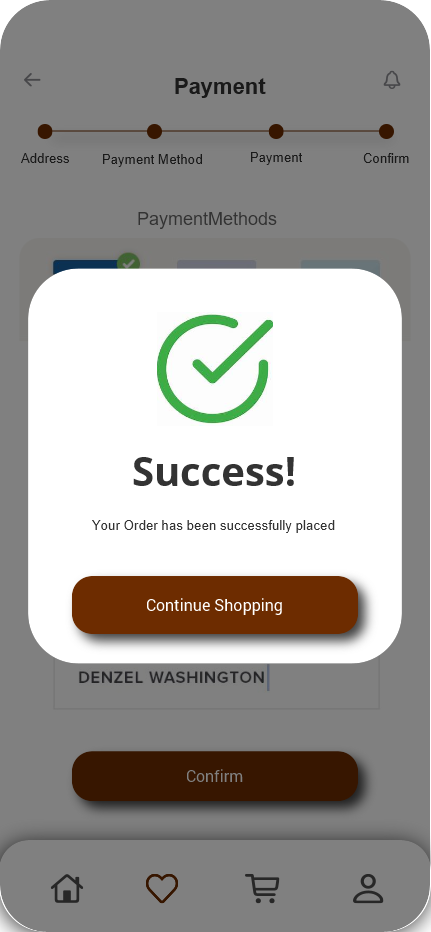 Payment
Address
Payment Method
Payment
Confirm
PaymentMethods
Success!
Your Order has been successfully placed
Continue Shopping
DENZEL WASHINGTON
Confirm